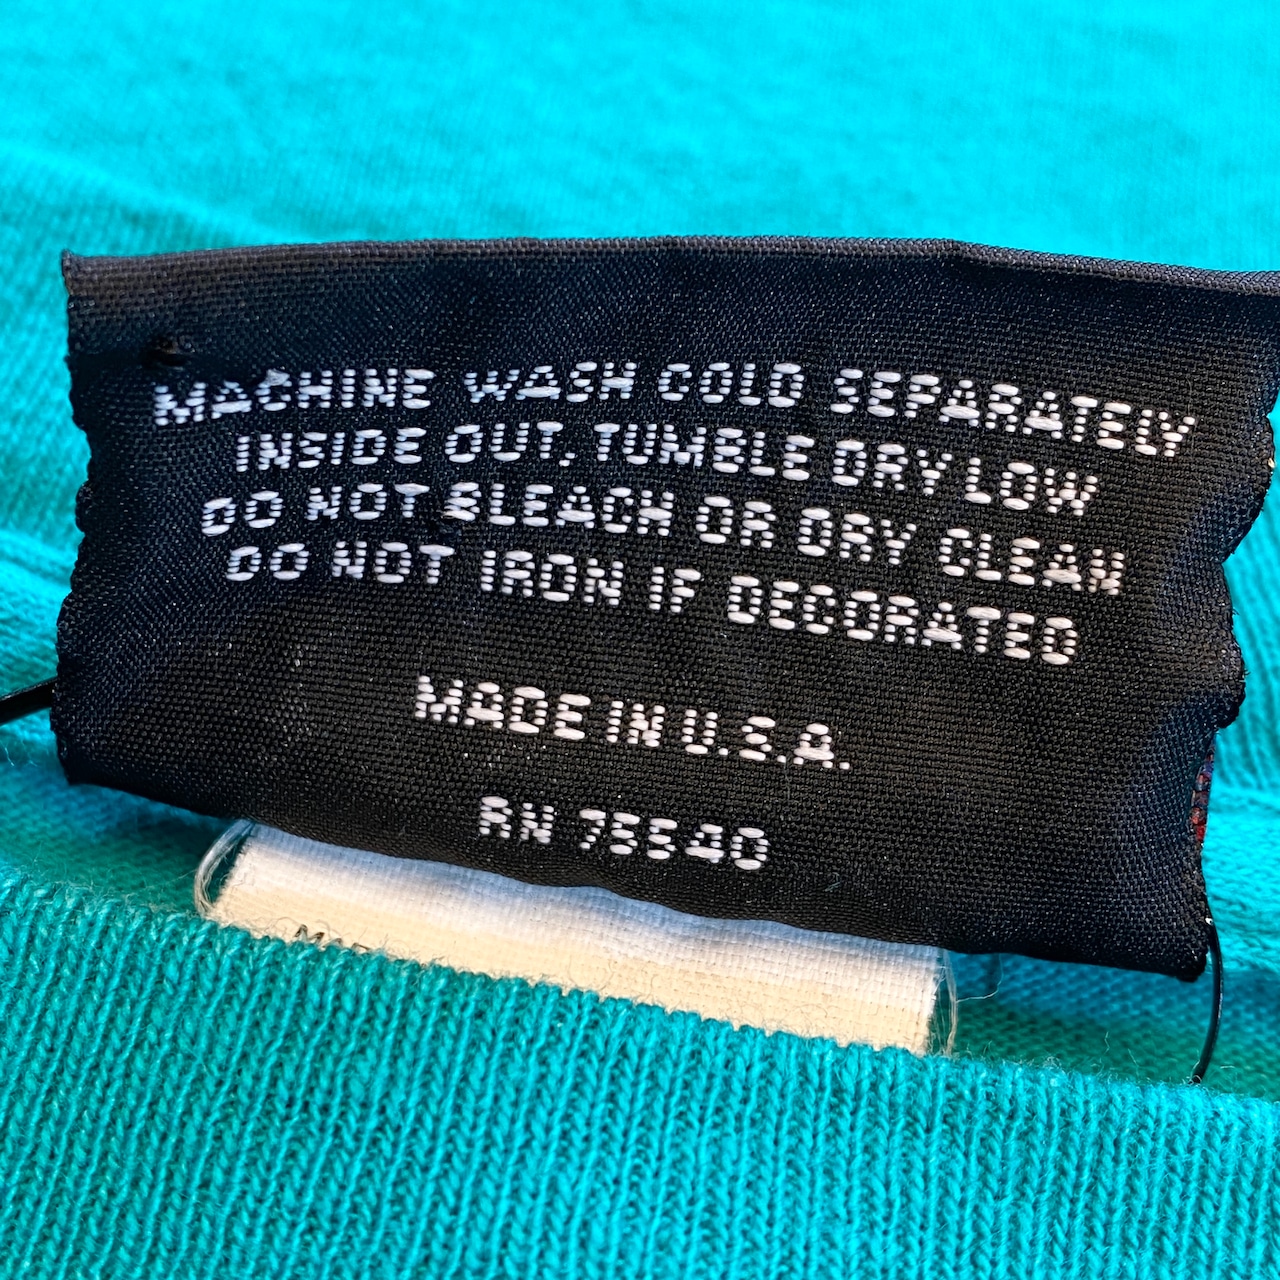 MACHINE WASH COLD SEPARATELY
INSIDE OUT. TUMBLE DRY LOW
DO NOT BLEACH OR DRY CLEAN
DO NOT IRON IF DECORATED
MADE IN U.S.A.
RN 75540